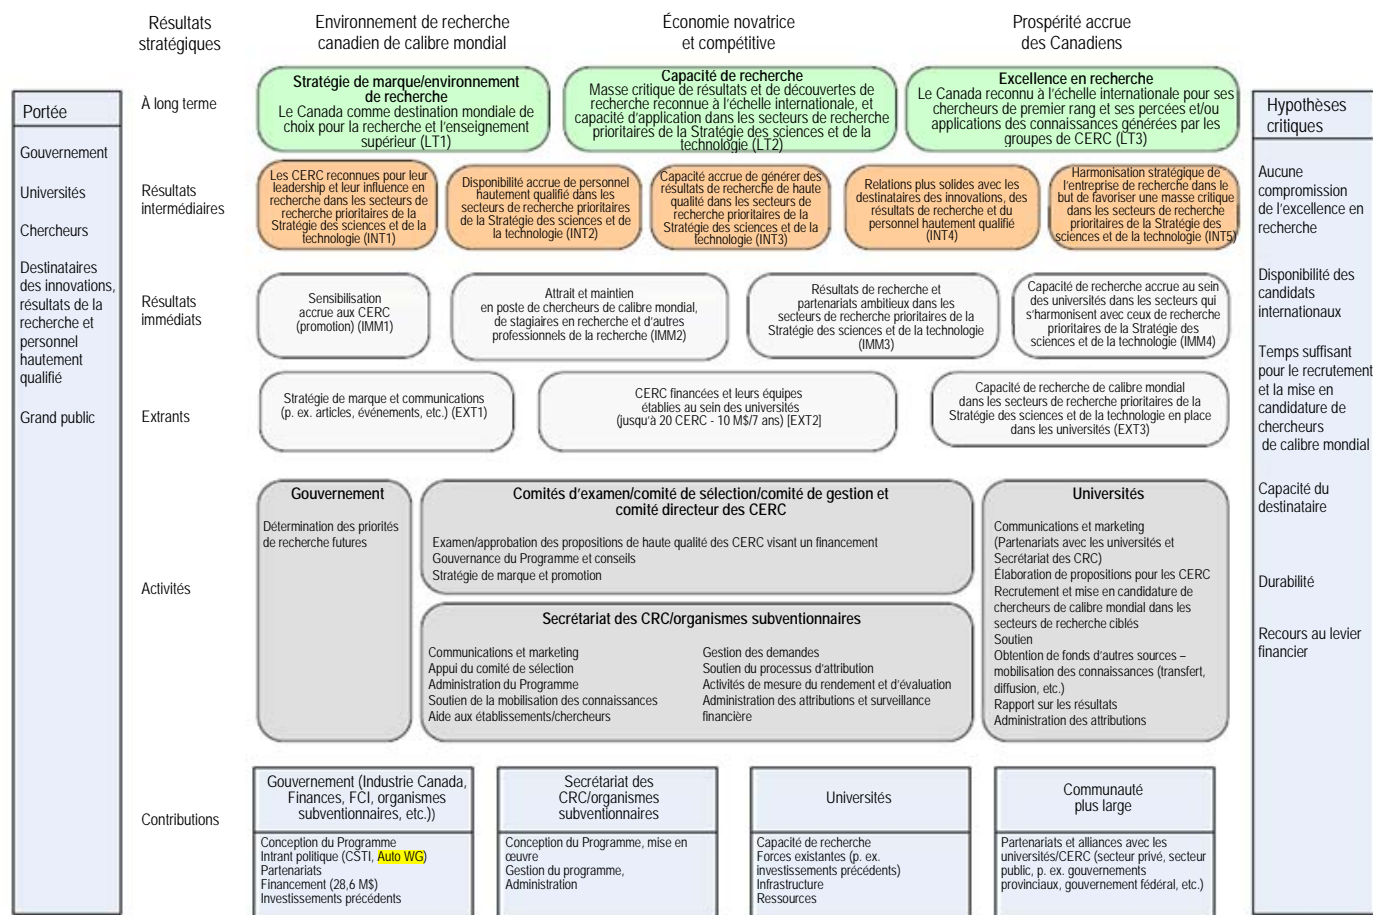 Résultats
stratégiques
Environnement de recherche
canadien de calibre mondial
Économie novatrice
et compétitive
Prospérité accrue
des Canadiens
Portée
Gouvernement
Universités
Chercheurs
Destinataires
des innovations,
résultats de la
recherche et
personnel
hautement
qualifié
Grand public
À long terme
Stratégie de marque/environnement
de recherche
Le Canada comme destination mondiale de
choix pour la recherche et l'enseignement
supérieur (LT1)
Capacité de recherche
Masse critique de résultats et de découvertes
de recherche reconnue à l'échelle internationale, et
capacité d'application dans les secteurs de recherche
prioritaires de la Stratégie des sciences et de la
technologie (LT2)
Excellence en recherche
Le Canada reconnu à l'échelle internationale pour ses
chercheurs de premier rang et ses percées et/ou
applications des connaissances générées par les
groupes de CERC (LT3)
Résultats
intermédiaires
Les CERC reconnues pour leur
leadership et leur influence en
recherche dans les secteurs de
recherche prioritaires de la
Stratégie des sciences et de la
technologie (INT1)
Disponibilité accrue de personnel
hautement qualifié dans les
secteurs de recherche prioritaires
de la Stratégie des sciences et de
la technologie (INT2)
Capacité accrue de générer des
résultats de recherche de haute
qualité dans les secteurs de
recherche prioritaires de la
Stratégie des sciences et de la
technologie (INT3)
Relations plus solides avec les
destinataires des innovations, des
résultats de recherche et du
personnel hautement qualifié
(INT4)
Harmonisation stratégique de
l'entreprise de recherche dans le
but de favoriser une masse critique
dans les secteurs de recherche
prioritaires de la Stratégie des
sciences et de la technologie (INT5)
Résultats
immédiats
Sensibilisation
accrue aux CERC
(promotion) (IMM1)
Attrait et maintien
en poste de chercheurs de calibre mondial,
de stagiaires en recherche et d'autres
professionnels de la recherche (IMM2)
Résultats de recherche et
partenariats ambitieux dans les
secteurs de recherche prioritaires de la
Stratégie des sciences et de la technologie
(IMM3)
Capacité de recherche accrue au sein
des universités dans les secteurs qui
s'harmonisent avec ceux de recherche
prioritaires de la Stratégie des
sciences et de la technologie (IMM4)
Extrants
Stratégie de marque et communications
(p. ex. articles, événements, etc.) (EXT1)
CERC financées et leurs équipes
établies au sein des universités
(jusqu'à 20 CERC - 10 M$/7 ans) [EXT2]
Capacité de recherche de calibre mondial
dans les secteurs de recherche prioritaires de la
Stratégie des sciences et de la technologie en place
dans les universités (EXT3)
Activités
Gouvernement
Détermination des priorités
de recherche futures
Comités d'examen/comité de sélection/comité de gestion et
comité directeur des CERC
Examen/approbation des propositions de haute qualité des CERC visant un financement
Gouvernance du Programme et conseils
Stratégie de marque et promotion
Secrétariat des CRC/organismes subventionnaires
Communications et marketing
Appui du comité de sélection
Administration du Programme
Soutien de la mobilisation des connaissances
Aide aux établissements/chercheurs
Gestion des demandes
Soutien du processus d'attribution
Activités de mesure du rendement et d'évaluation
Administration des attributions et surveillance
financière
Universités
Communications et marketing
(Partenariats avec les universités et
Secrétariat des CRC)
Élaboration de propositions pour les CERC
Recrutement et mise en candidature de
chercheurs de calibre mondial dans les
secteurs de recherche ciblés
Soutien
Obtention de fonds d'autres sources –
mobilisation des connaissances (transfert,
diffusion, etc.)
Rapport sur les résultats
Administration des attributions
Contributions
Gouvernement (Industrie Canada,
Finances, FCI, organismes
subventionnaires, etc.))
Conception du Programme
Intrant politique (CSTI, Auto WG)
Partenariats
Financement (28,6 M$)
Investissements précédents
Secrétariat des
CRC/organismes
subventionnaires
Conception du Programme, mise en
œuvre
Gestion du programme,
Administration
Universités
Capacité de recherche
Forces existantes (p. ex.
investissements précédents)
Infrastructure
Ressources
Communauté
plus large
Partenariats et alliances avec les
universités/CERC (secteur privé, secteur
public, p. ex. gouvernements
provinciaux, gouvernement fédéral, etc.)
Hypothèses
critiques
Aucune
compromission
de l'excellence en
recherche
Disponibilité des
candidats
internationaux
Temps suffisant
pour le recrutement
et la mise en
candidature de
chercheurs
de calibre mondial
Capacité du
destinataire
Durabilité
Recours au levier
financier